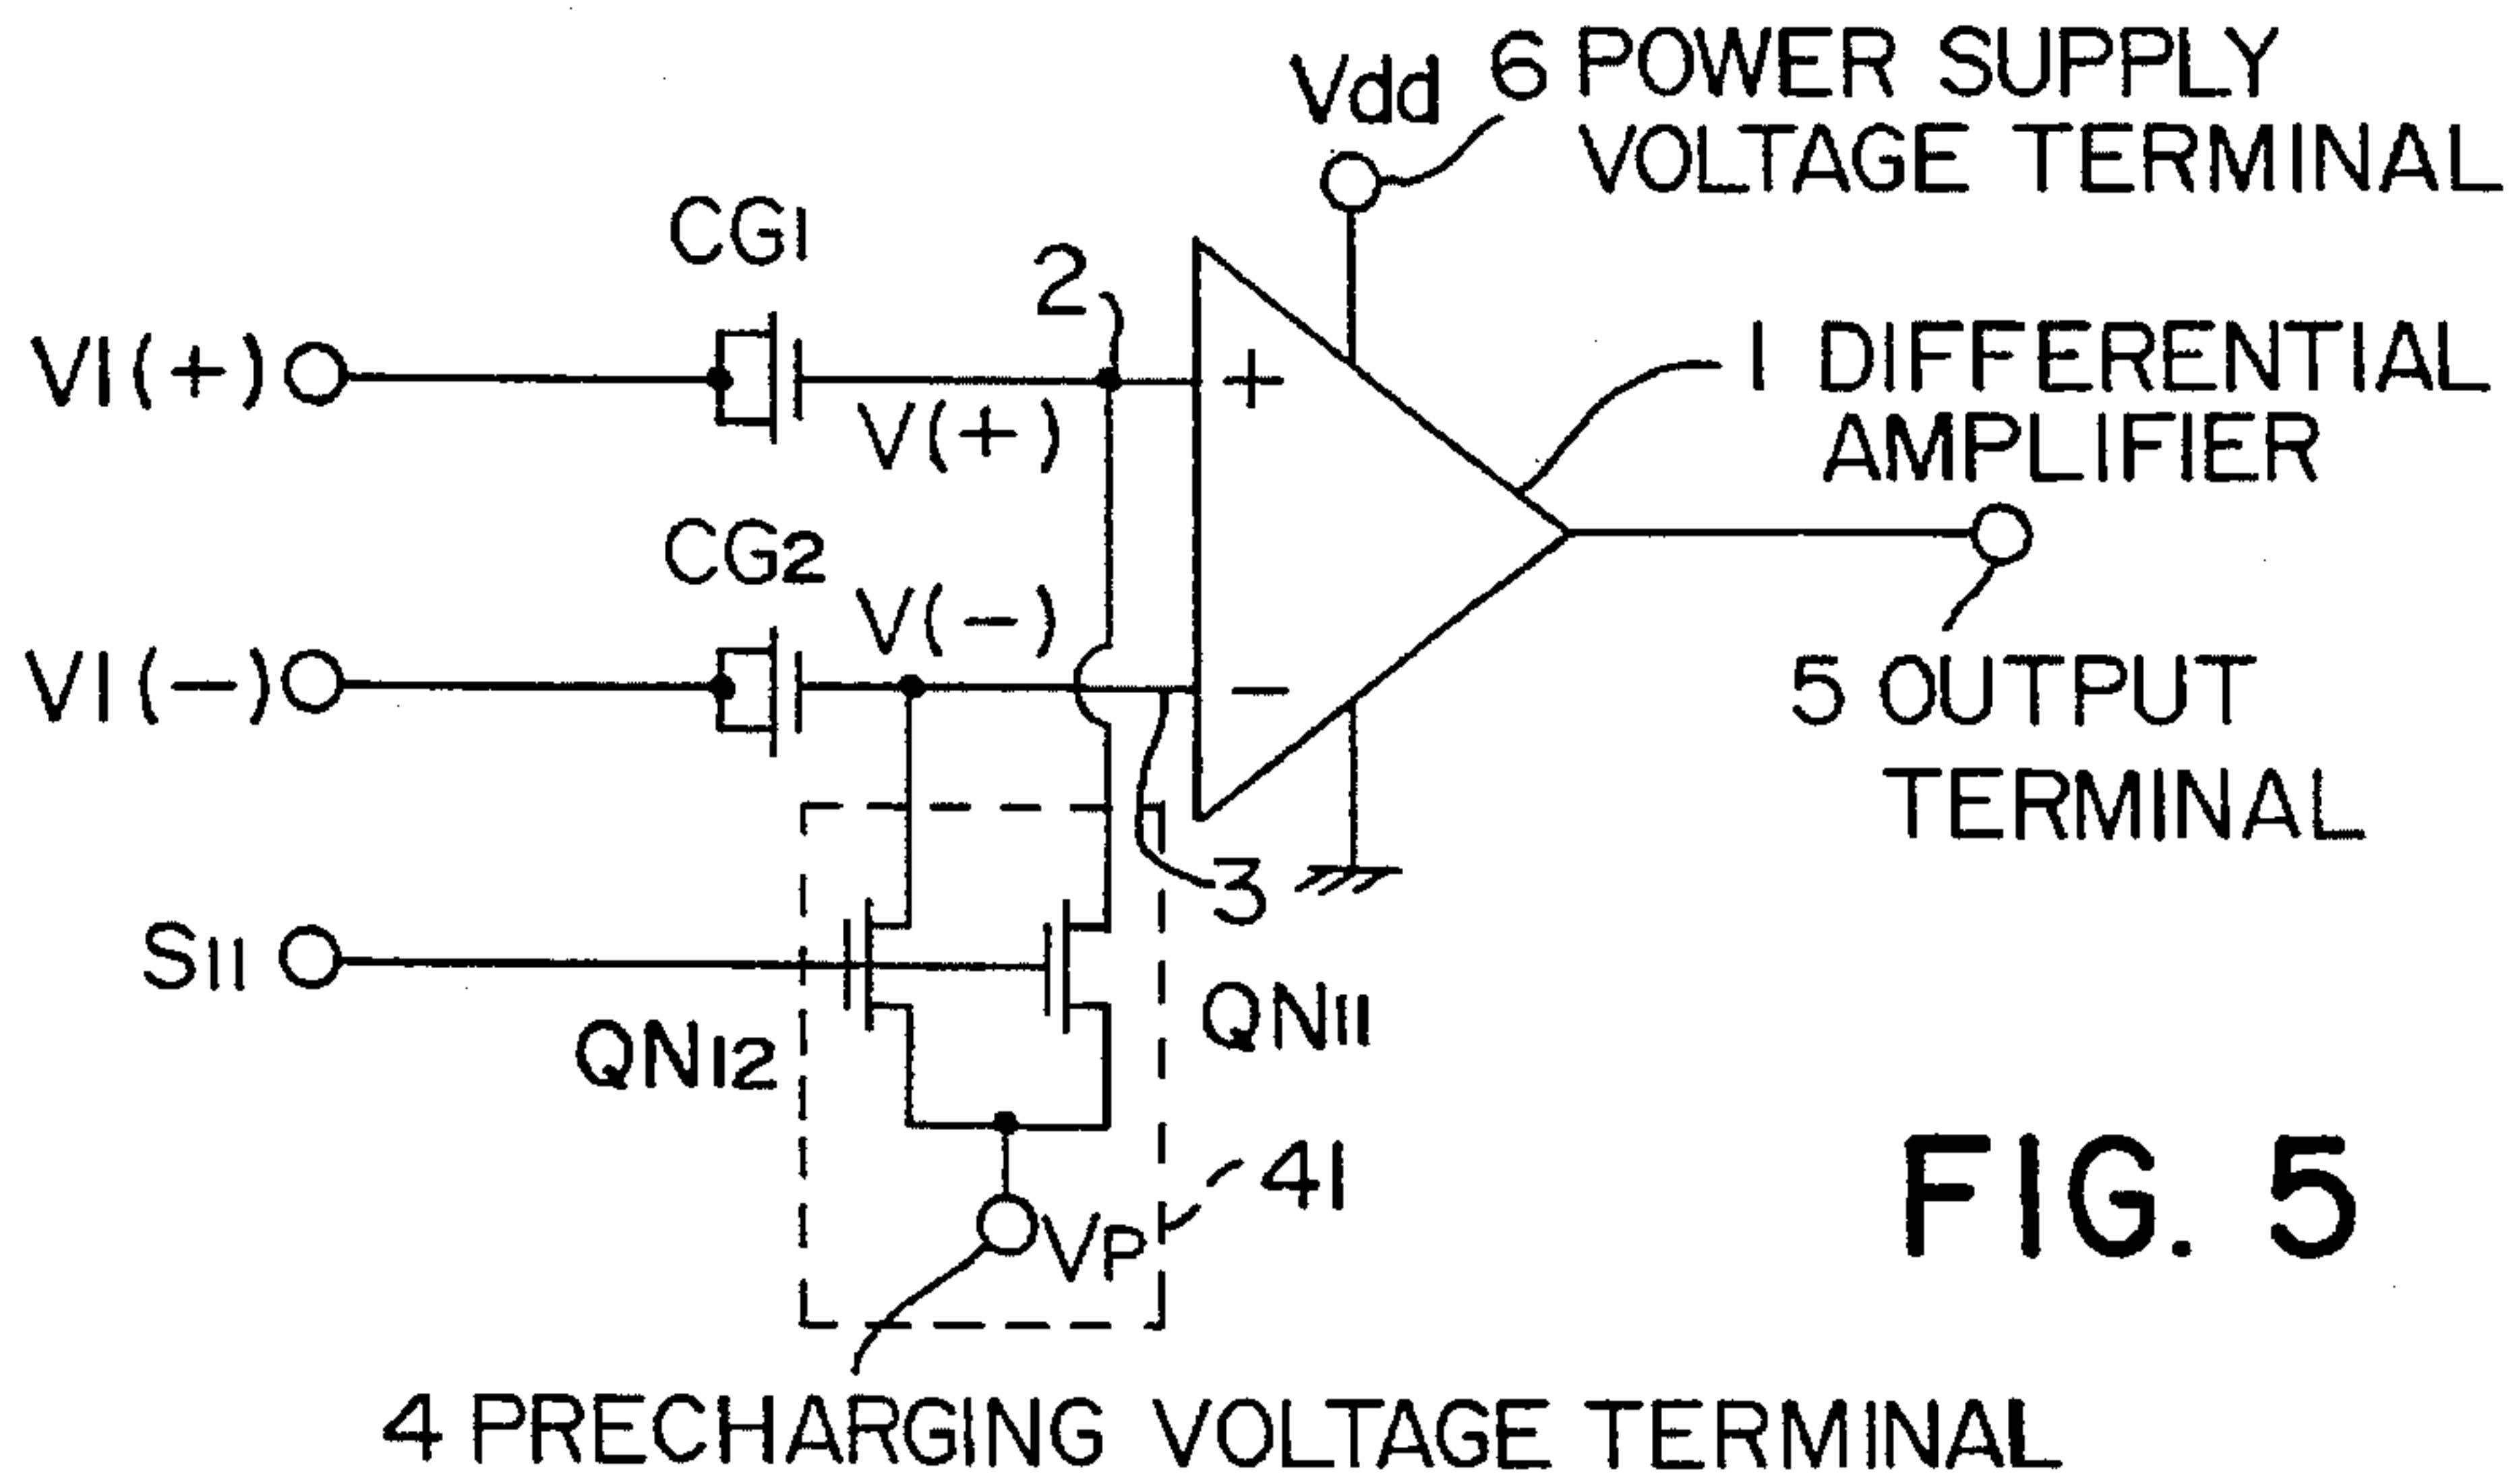 Vdd
6 POWER SUPPLY
VOLTAGE TERMINAL
CG1
2
VI(+)
+
V(+)
1 DIFFERENTIAL
AMPLIFIER
CG2
V(-)
VI(-)
-
5 OUTPUT
TERMINAL
3
S11
QN12
QN11
41
VP
FIG. 5
4 PRECHARGING VOLTAGE TERMINAL